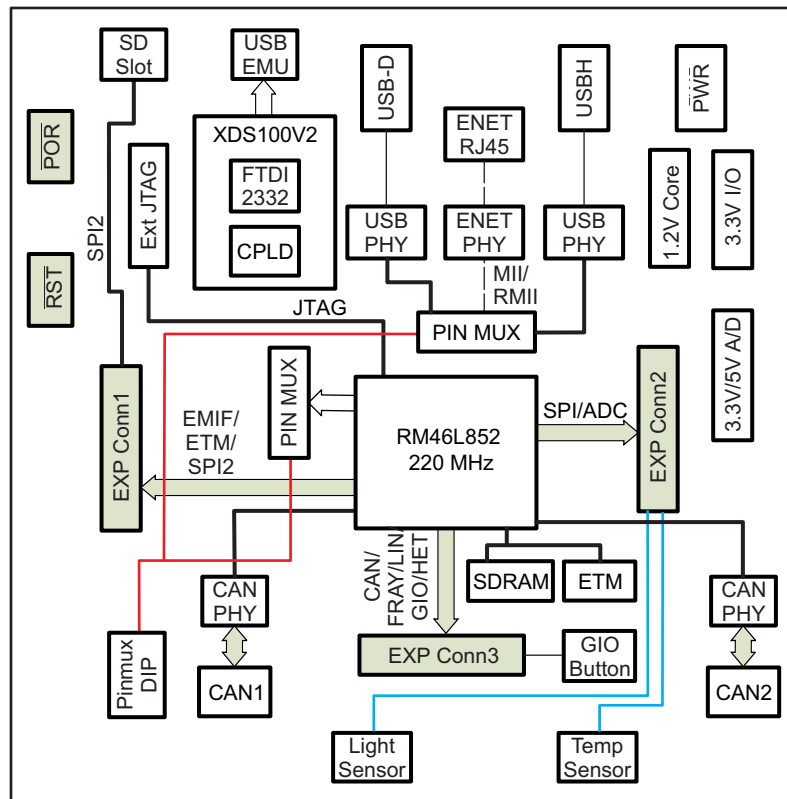 SD
Slot
USB
EMU
USB-D
USBH
PWR
XDS100V2
FTDI
2332
CPLD
ENET
RJ45
POR
RST
SPI2
Ext JTAG
USB
PHY
ENET
PHY
USB
PHY
1.2V Core
3.3V I/O
MII/
RMII
JTAG
PIN MUX
3.3V/5V A/D
EXP Conn1
EMIF/
ETM/
SPI2
PIN MUX
RM46L852
220 MHz
SPI/ADC
EXP Conn2
CAN/
FRAY/LIN/
GIO/HET
SDRAM
ETM
CAN
PHY
CAN
PHY
Pinmux
DIP
CAN1
EXP Conn3
GIO
Button
CAN2
Light
Sensor
Temp
Sensor